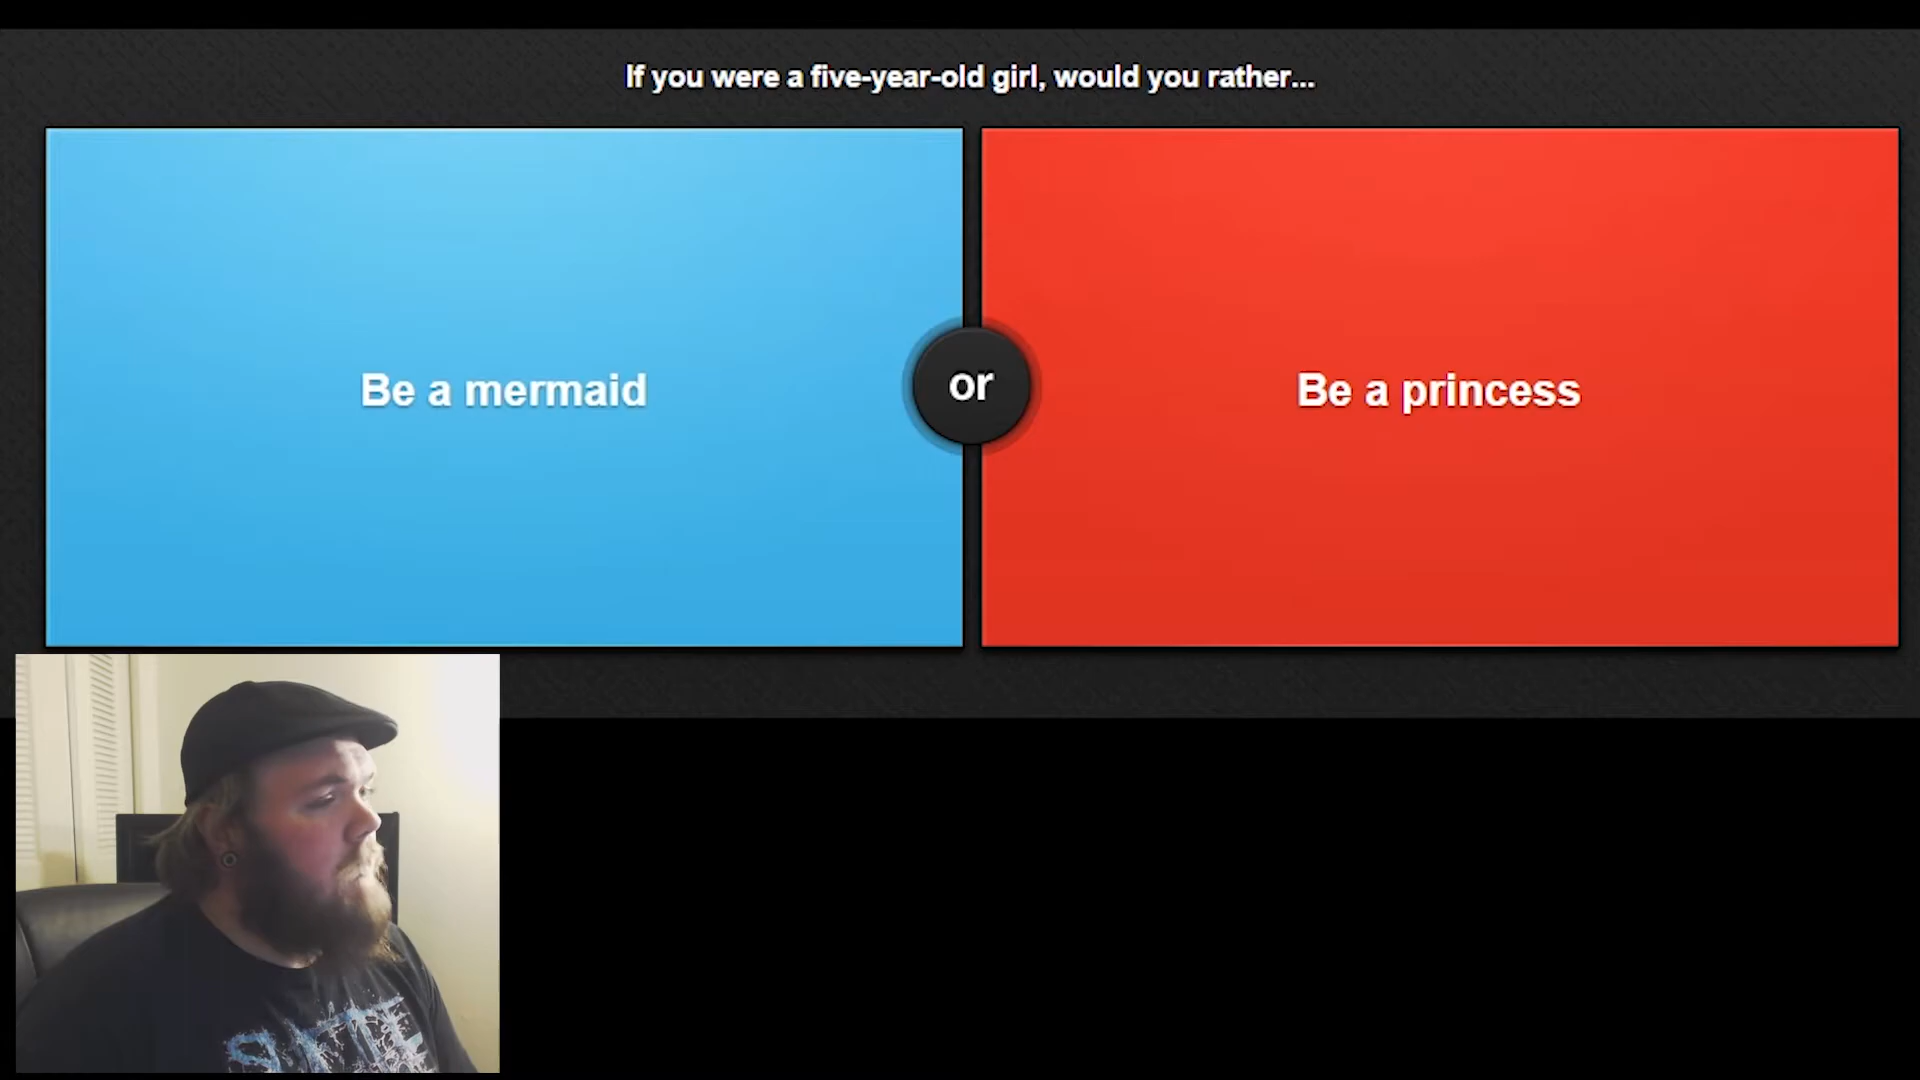 If you were a five-year-old girl, would you rather...
Be a mermaid
or
Be a princess